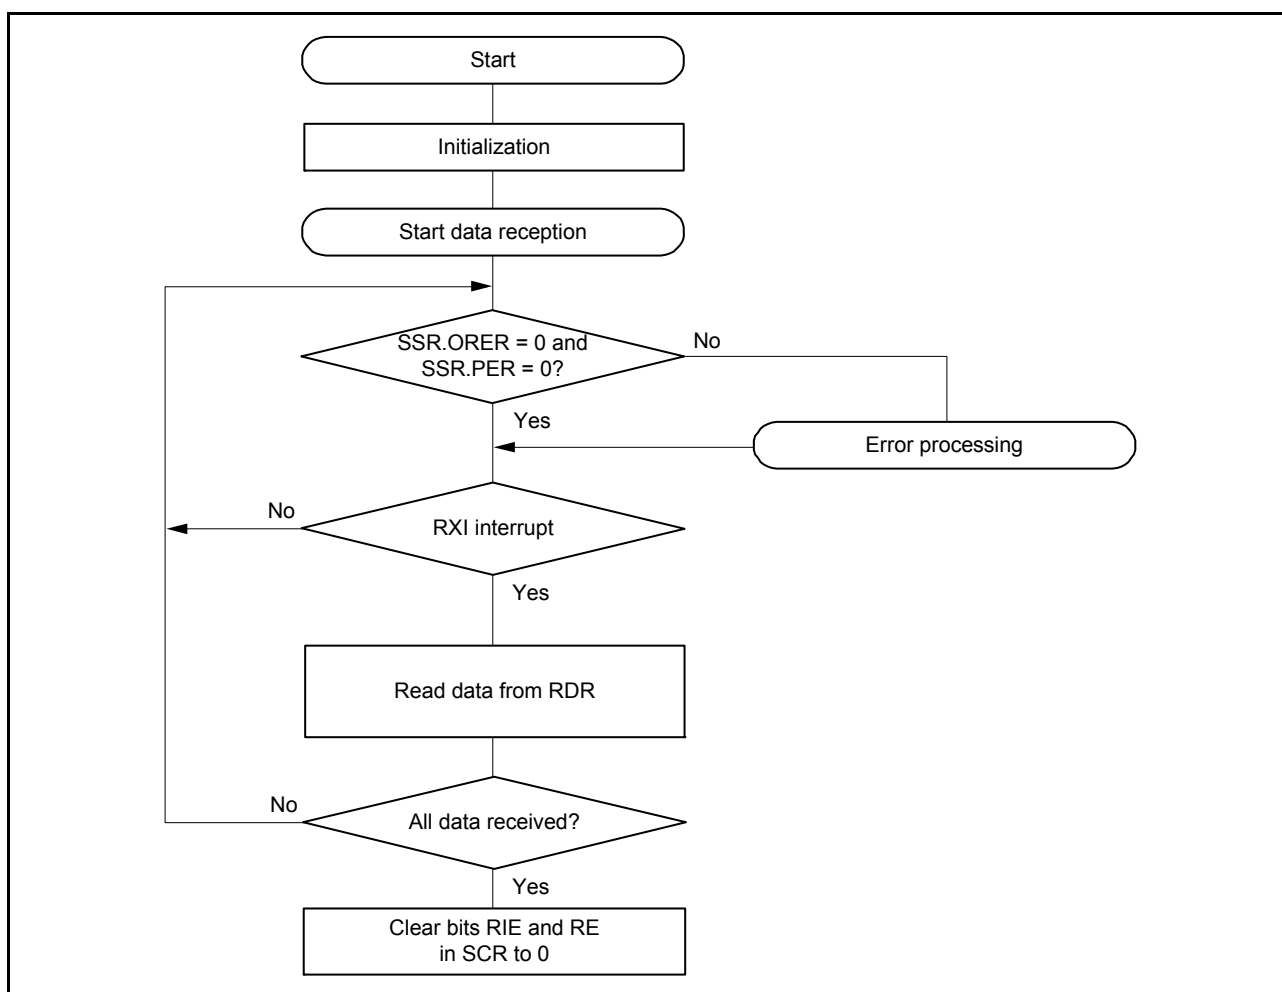 Start
Initialization
Start data reception
SSR.ORER = 0 and
SSR.PER = 0?
No
Yes
Error processing
No
RXI interrupt
Yes
Read data from RDR
No
All data received?
Yes
Clear bits RIE and RE
in SCR to 0